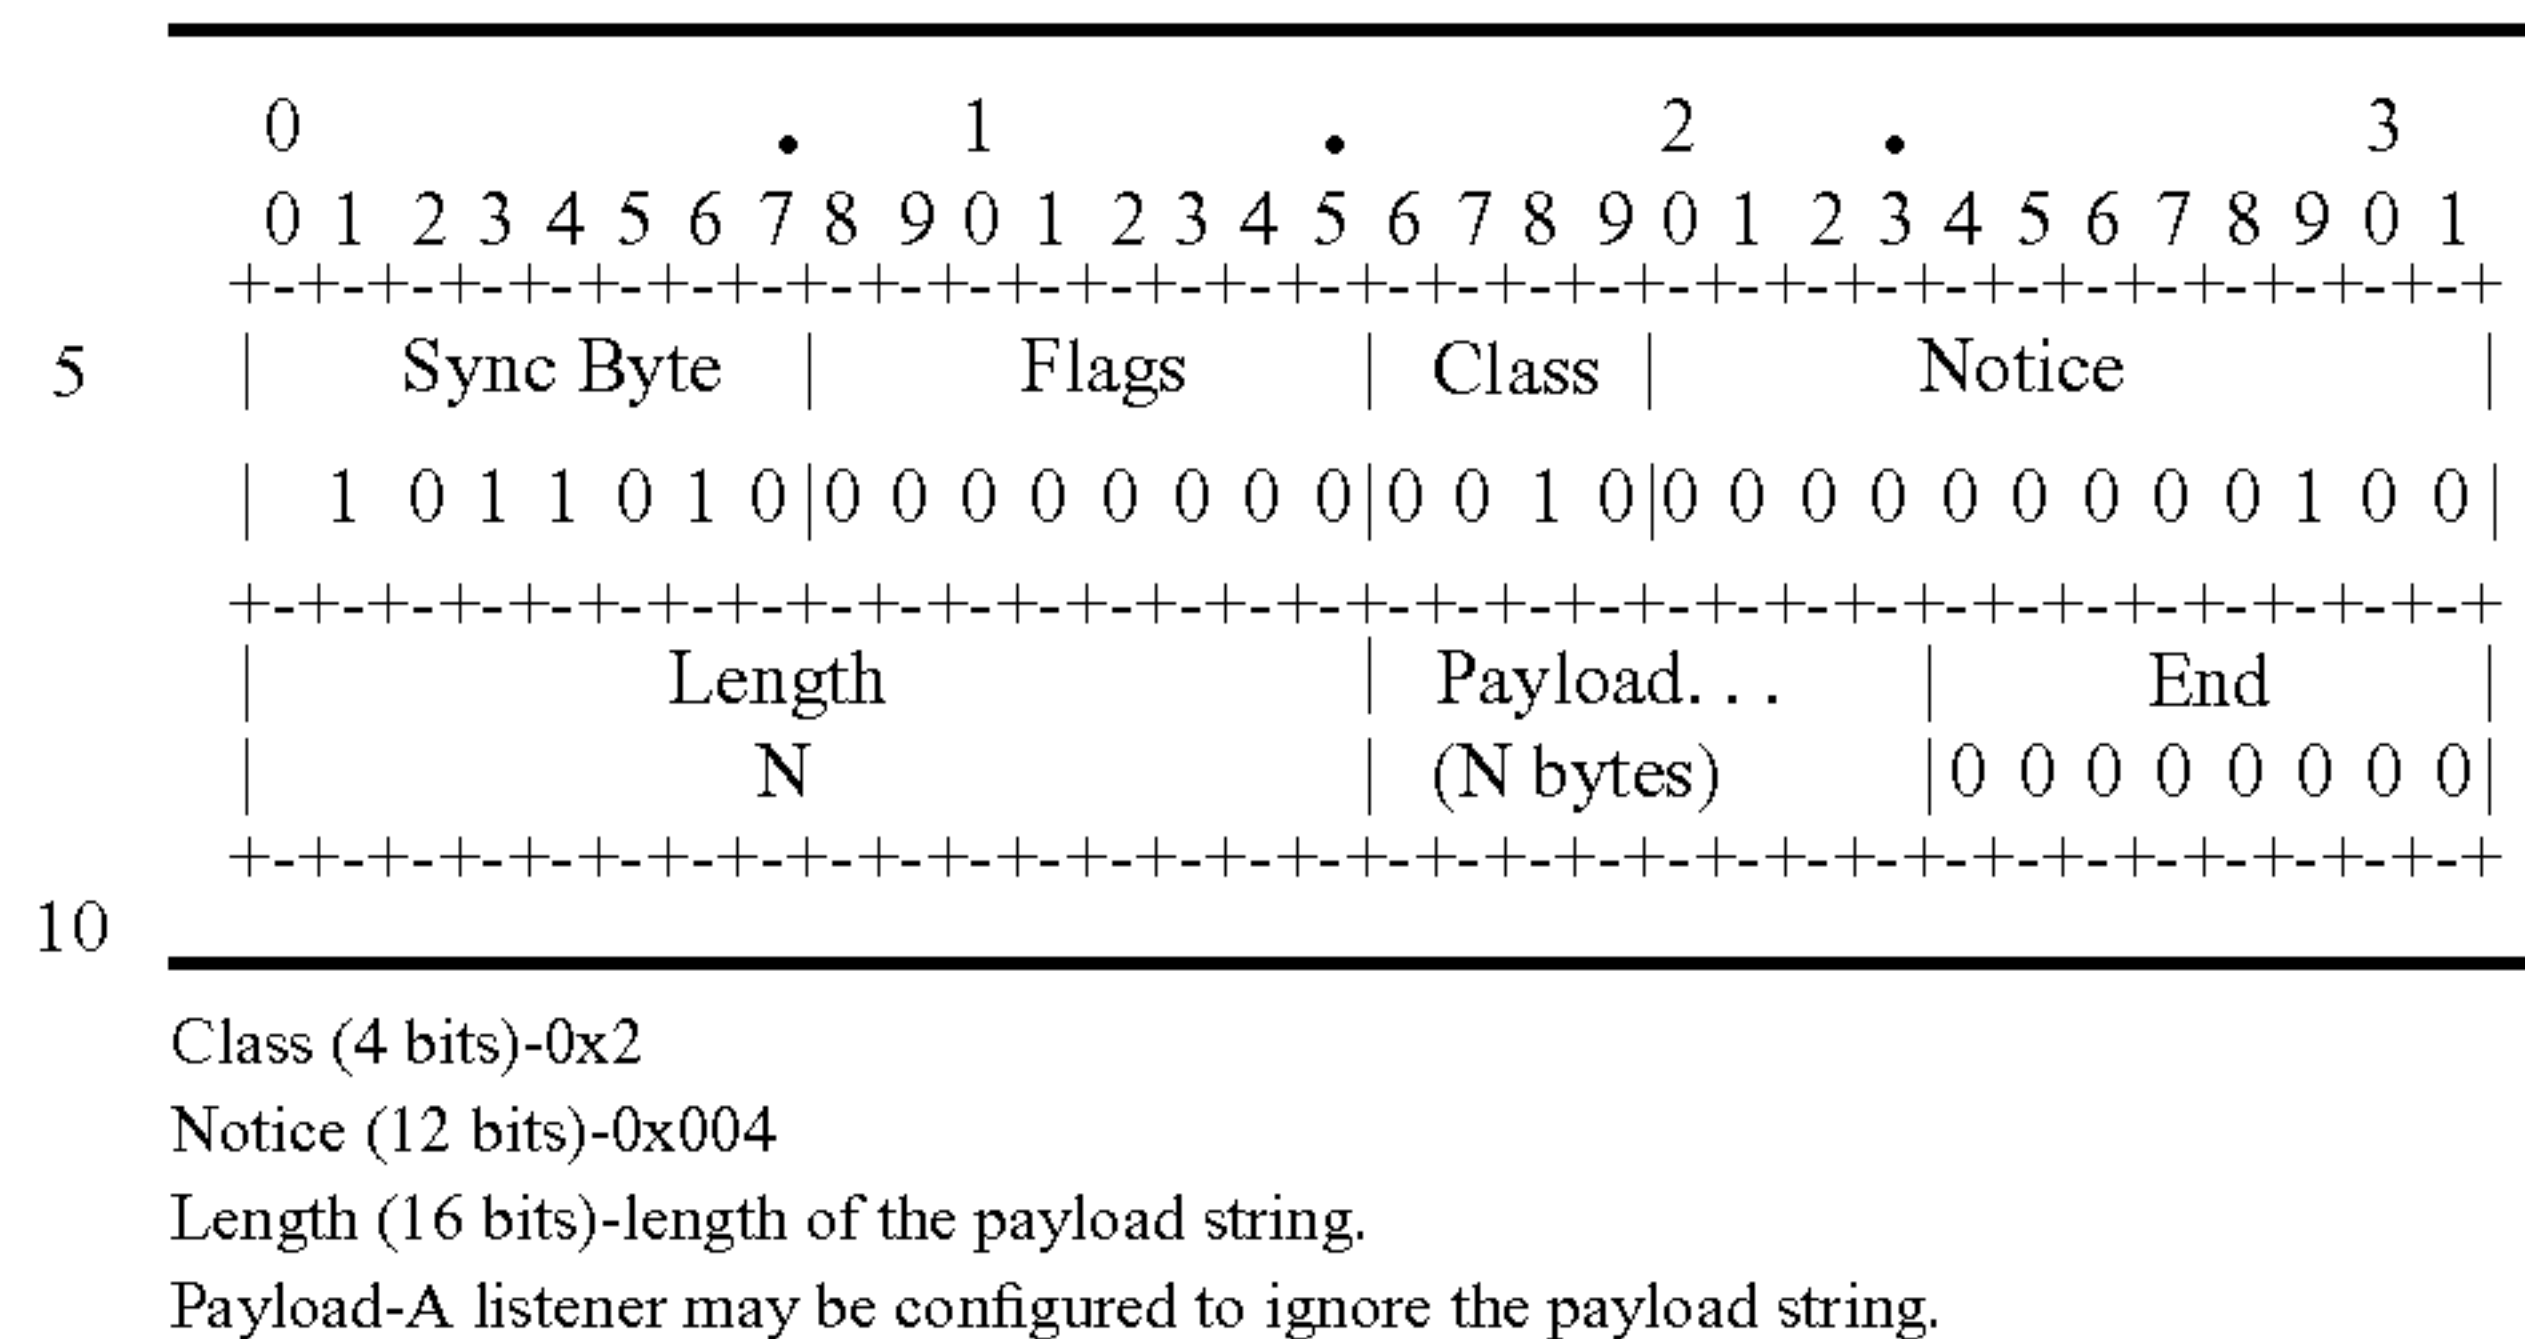 0 . 1 . 2 . 3
0 1 2 3 4 5 6 7 8 9 0 1 2 3 4 5 6 7 8 9 0 1 2 3 4 5 6 7 8 9 0 1
+-+-+-+-+-+-+-+-+-+-+-+-+-+-+-+-+-+-+-+-+-+-+-+-+-+-+-+-+-+-+-+-+
5 | Sync Byte | Flags | Class | Notice |
| 1 0 1 1 0 1 0|0 0 0 0 0 0 0 0|0 0 1 0|0 0 0 0 0 0 0 0 0 1 0 0|
+-+-+-+-+-+-+-+-+-+-+-+-+-+-+-+-+-+-+-+-+-+-+-+-+-+-+-+-+-+-+-+-+
| Length | Payload. . . | End |
| N | (N bytes) |0 0 0 0 0 0 0 0|
+-+-+-+-+-+-+-+-+-+-+-+-+-+-+-+-+-+-+-+-+-+-+-+-+-+-+-+-+-+-+-+-+
10
Class (4 bits)-0x2
Notice (12 bits)-0x004
Length (16 bits)-length of the payload string.
Payload-A listener may be configured to ignore the payload string.